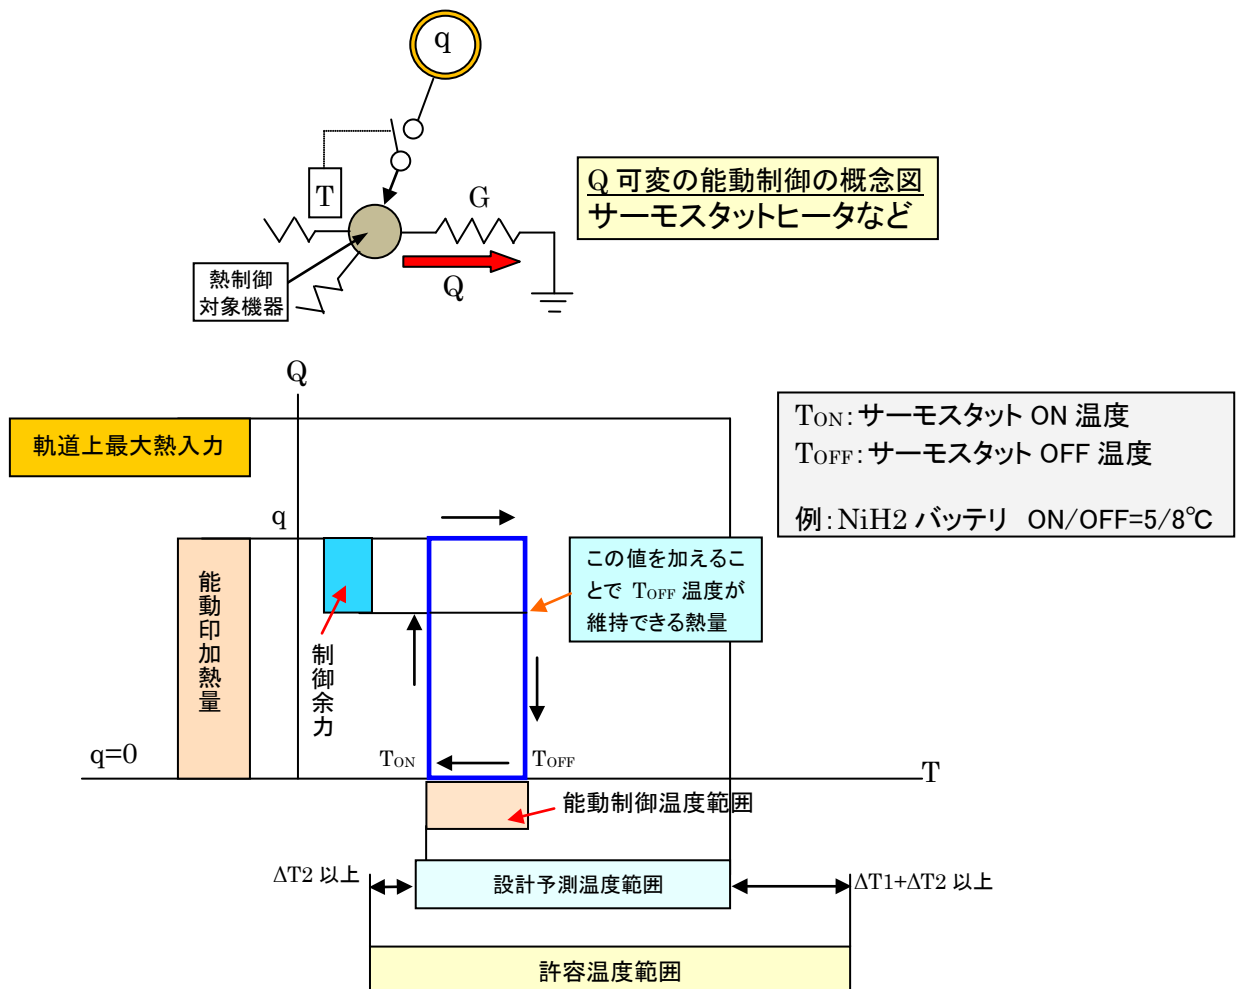 q
T
G
Q
熱制御
対象機器
Q 可変の能動制御の概念図
サーモスタットヒータなど
Q
軌道上最大熱入力
TON:サーモスタット ON 温度
TOFF:サーモスタット OFF 温度
例:NiH2 バッテリ ON/OFF=5/8℃
q
能動印加熱量
制御余力
この値を加えるこ
とで TOFF 温度が
維持できる熱量
q=0
TON
TOFF
T
能動制御温度範囲
ΔT2 以上
設計予測温度範囲
ΔT1+ΔT2 以上
許容温度範囲